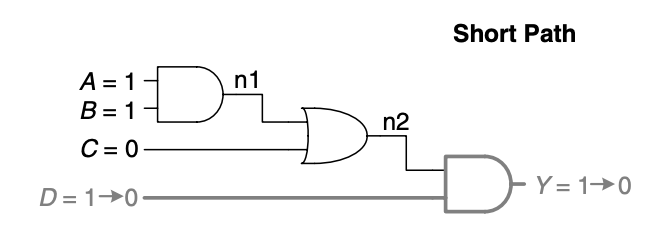 Short Path
A = 1
n1
B = 1
n2
C = 0
D = 1→0
Y = 1→0